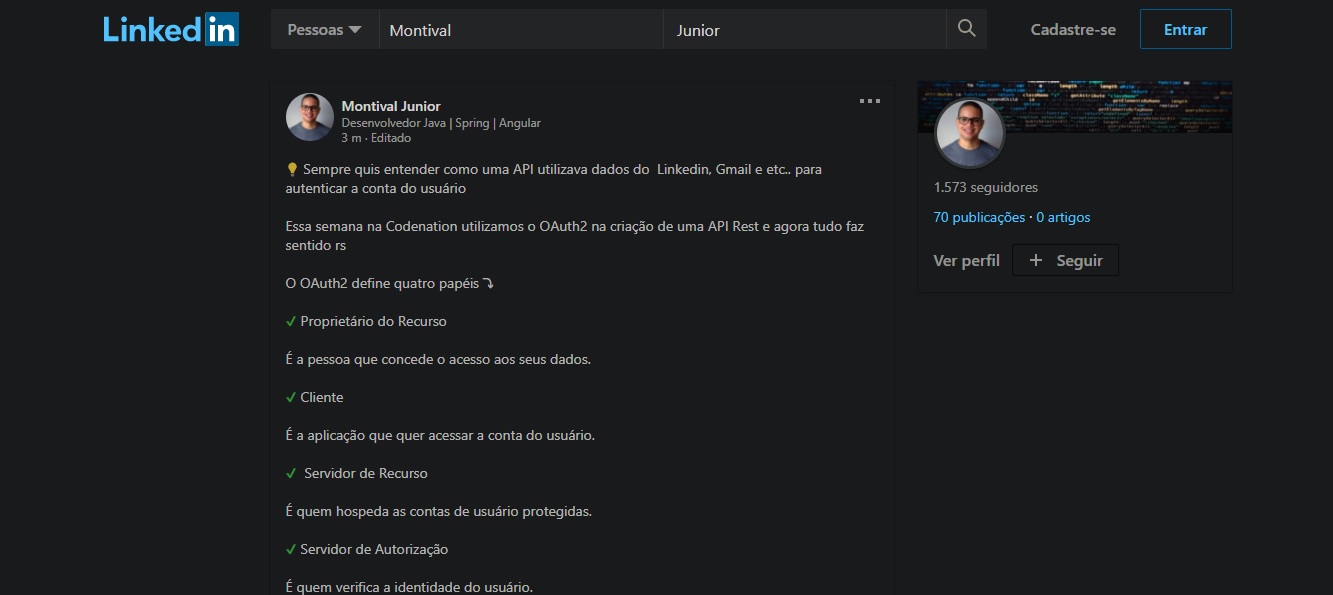 Linked in
Pessoas
Montival
Junior
Cadastre-se
Entrar
Montival Junior
Desenvolvedor Java | Spring | Angular
3 m · Editado
💡 Sempre quis entender como uma API utilizava dados do  Linkedin, Gmail e etc.. para
autenticar a conta do usuário
Essa semana na Codenation utilizamos o OAuth2 na criação de uma API Rest e agora tudo faz
sentido rs
O OAuth2 define quatro papéis ⤵
✔ Proprietário do Recurso
É a pessoa que concede o acesso aos seus dados.
✔ Cliente
É a aplicação que quer acessar a conta do usuário.
✔  Servidor de Recurso
É quem hospeda as contas de usuário protegidas.
✔ Servidor de Autorização
É quem verifica a identidade do usuário.
1.573 seguidores
70 publicações · 0 artigos
Ver perfil
+ Seguir